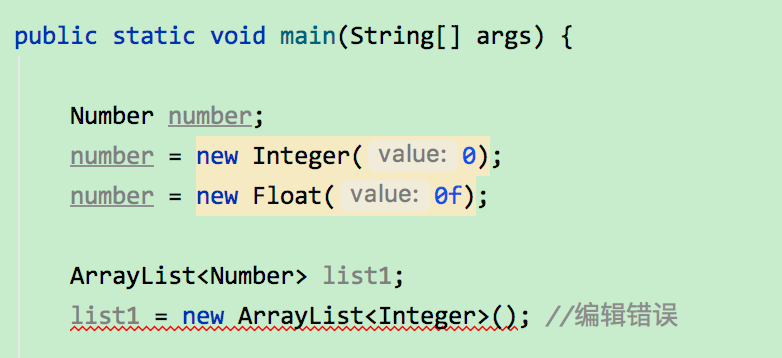 public static void main(String[] args) {
Number number;
number = new Integer( value: 0);
number = new Float( value: 0f);
ArrayList<Number> list1;
list1 = new ArrayList<Integer>(); //编辑错误